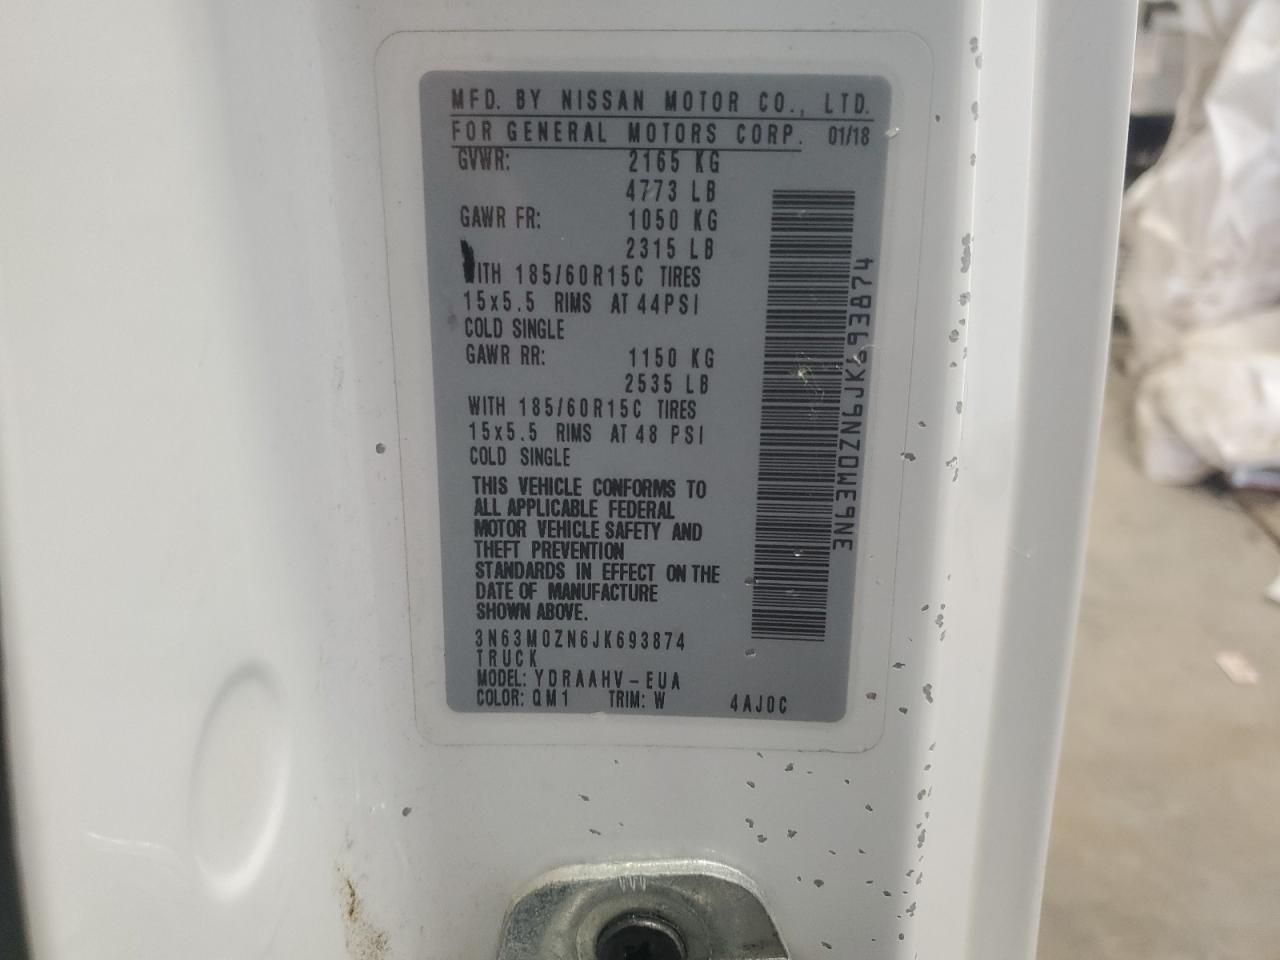 MFD. BY NISSAN MOTOR CO., LTD.
FOR GENERAL MOTORS CORP. 01/18
GVWR: 2165 KG
4773 LB
GAWR FR: 1050 KG
2315 LB
WITH 185/60R15C TIRES
15x5.5 RIMS AT 44PSI
COLD SINGLE
GAWR RR: 1150 KG
2535 LB
WITH 185/60R15C TIRES
15x5.5 RIMS AT 48 PSI
COLD SINGLE
THIS VEHICLE CONFORMS TO
ALL APPLICABLE FEDERAL
MOTOR VEHICLE SAFETY AND
THEFT PREVENTION
STANDARDS IN EFFECT ON THE
DATE OF MANUFACTURE
SHOWN ABOVE.
3N63M0ZN6JK693874
TRUCK
MODEL: YDRAAHV-EUA
COLOR: QM1 TRIM: W 4AJ0C
3N63M0ZN6JK693874